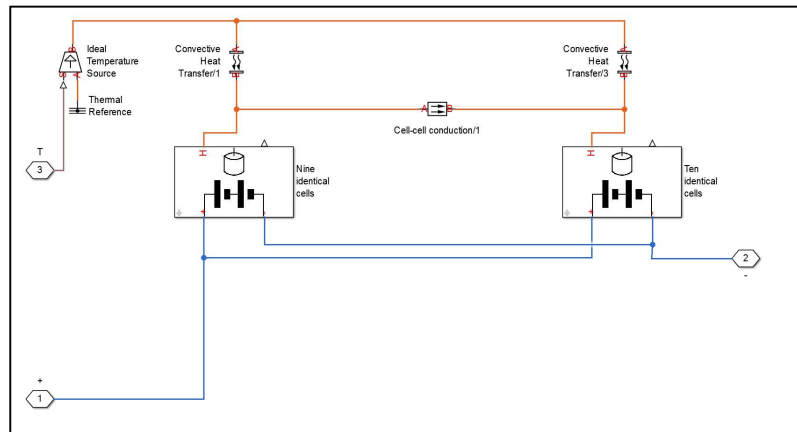 Ideal
Temperature
Source
B
S
A
Thermal
Reference
Convective
Heat
Transfer/1
A
B
Convective
Heat
Transfer/3
A
B
A
B
Cell-cell conduction/1
T
3
H
Nine
identical
cells
+
-
H
Ten
identical
cells
+
-
2
-
+
1